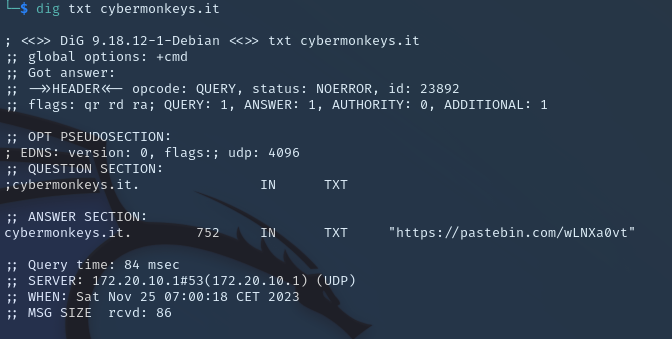 └─$ dig txt cybermonkeys.it
; <<>> DiG 9.18.12-1-Debian <<>> txt cybermonkeys.it
;; global options: +cmd
;; Got answer:
;; ->>HEADER<<- opcode: QUERY, status: NOERROR, id: 23892
;; flags: qr rd ra; QUERY: 1, ANSWER: 1, AUTHORITY: 0, ADDITIONAL: 1
;; OPT PSEUDOSECTION:
; EDNS: version: 0, flags:; udp: 4096
;; QUESTION SECTION:
;cybermonkeys.it. IN TXT
;; ANSWER SECTION:
cybermonkeys.it. 752 IN TXT "https://pastebin.com/wLNXa0vt"
;; Query time: 84 msec
;; SERVER: 172.20.10.1#53(172.20.10.1) (UDP)
;; WHEN: Sat Nov 25 07:00:18 CET 2023
;; MSG SIZE rcvd: 86